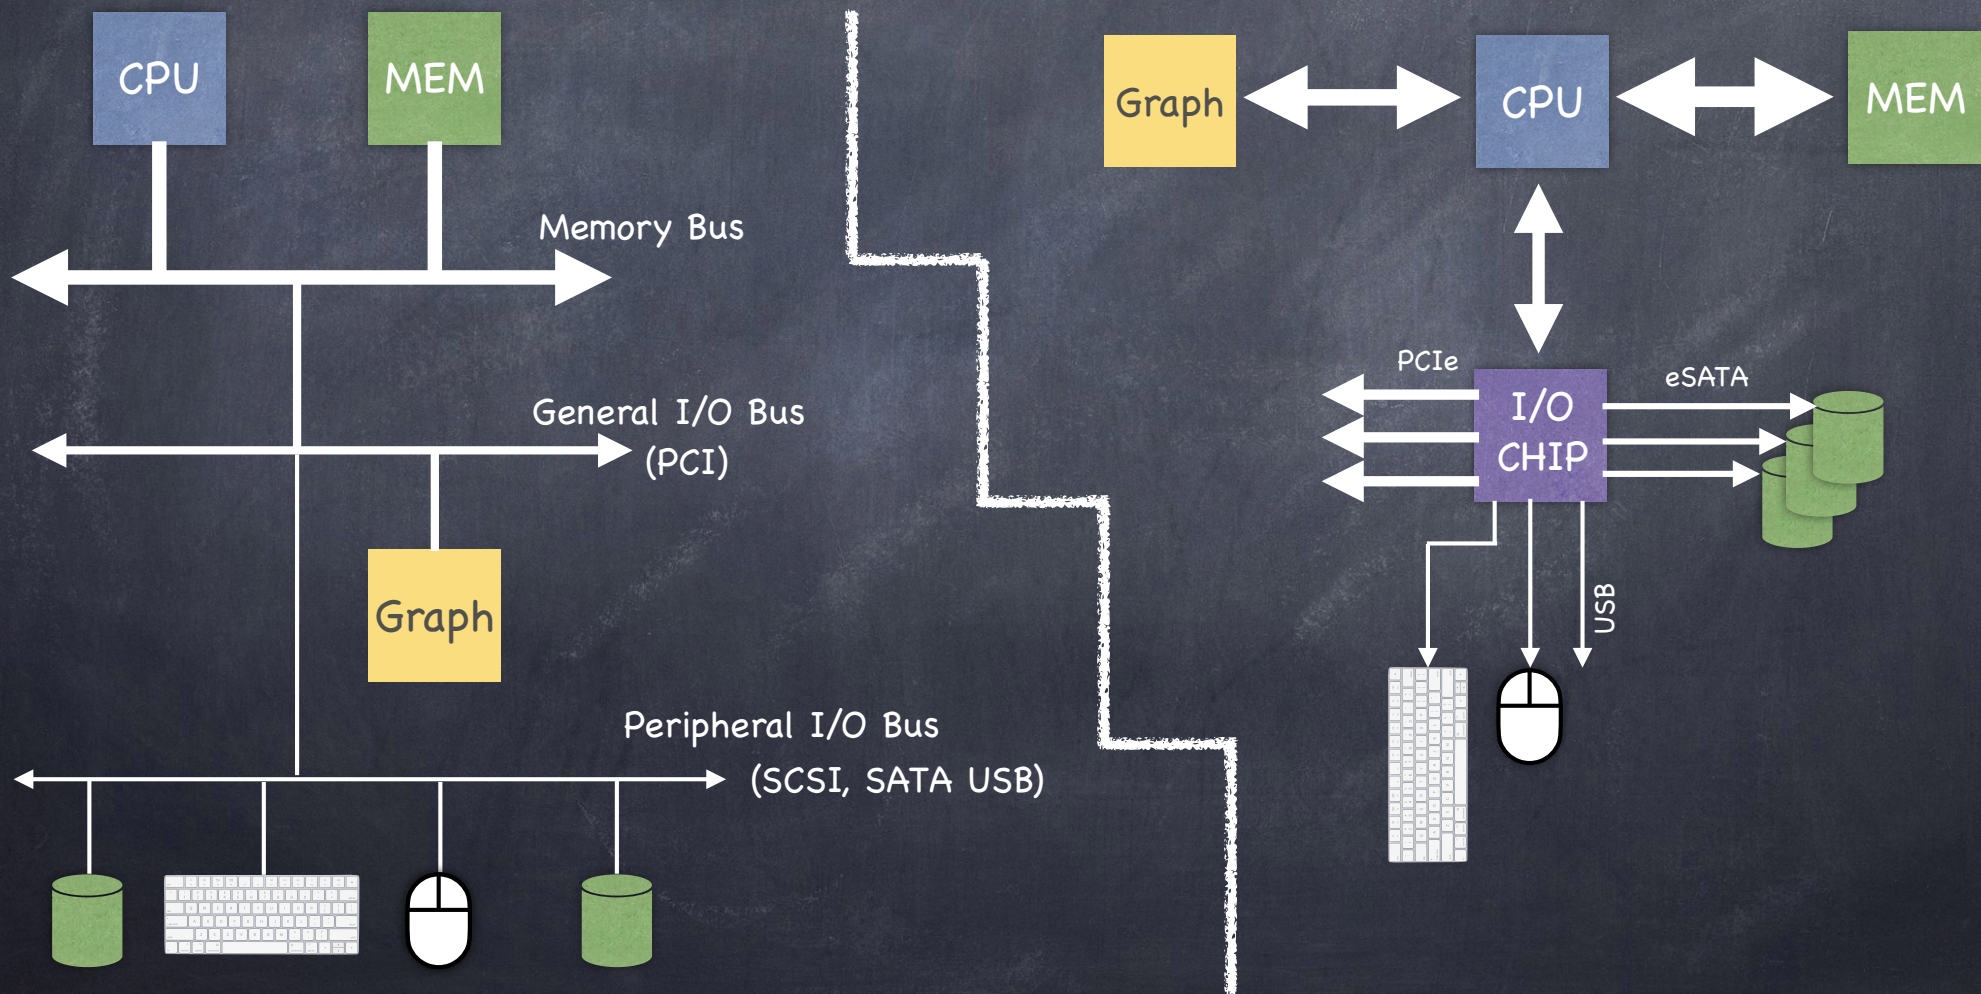 CPU
MEM
Memory Bus
General I/O Bus
(PCI)
Graph
Peripheral I/O Bus
(SCSI, SATA USB)
Graph
CPU
MEM
PCIe
eSATA
I/O
CHIP
USB